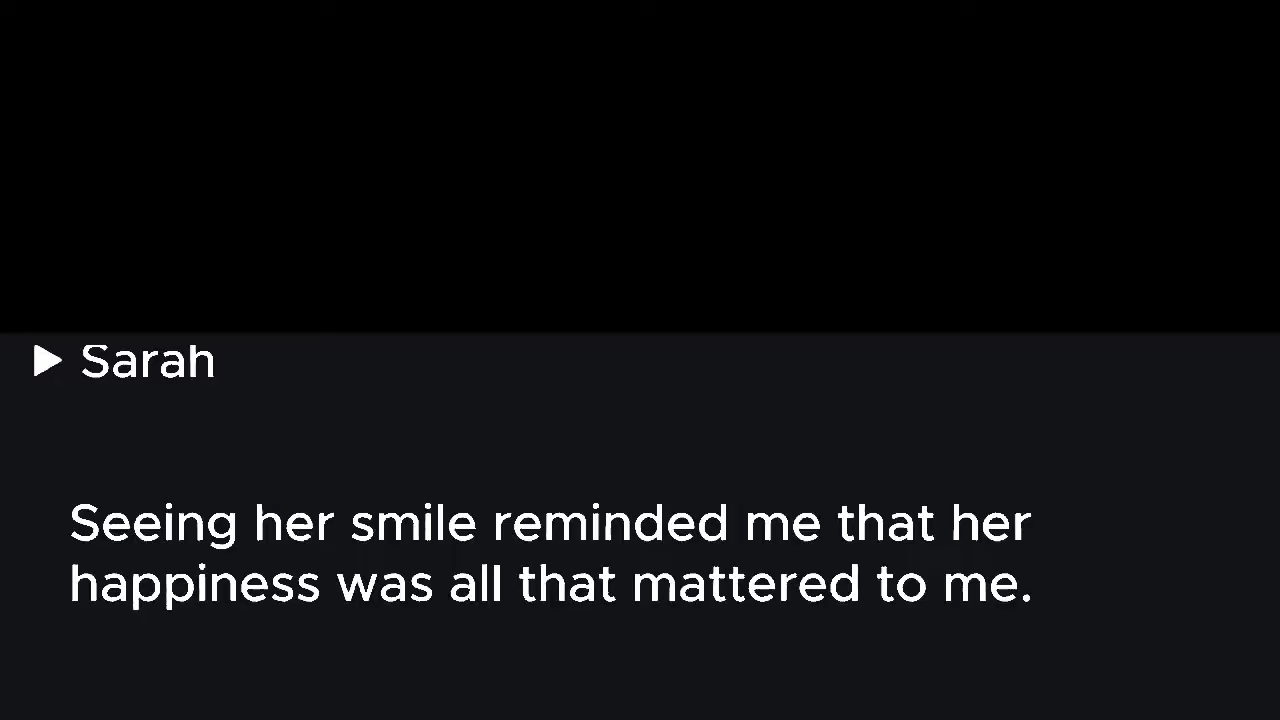 Sarah
Seeing her smile reminded me that her
happiness was all that mattered to me.